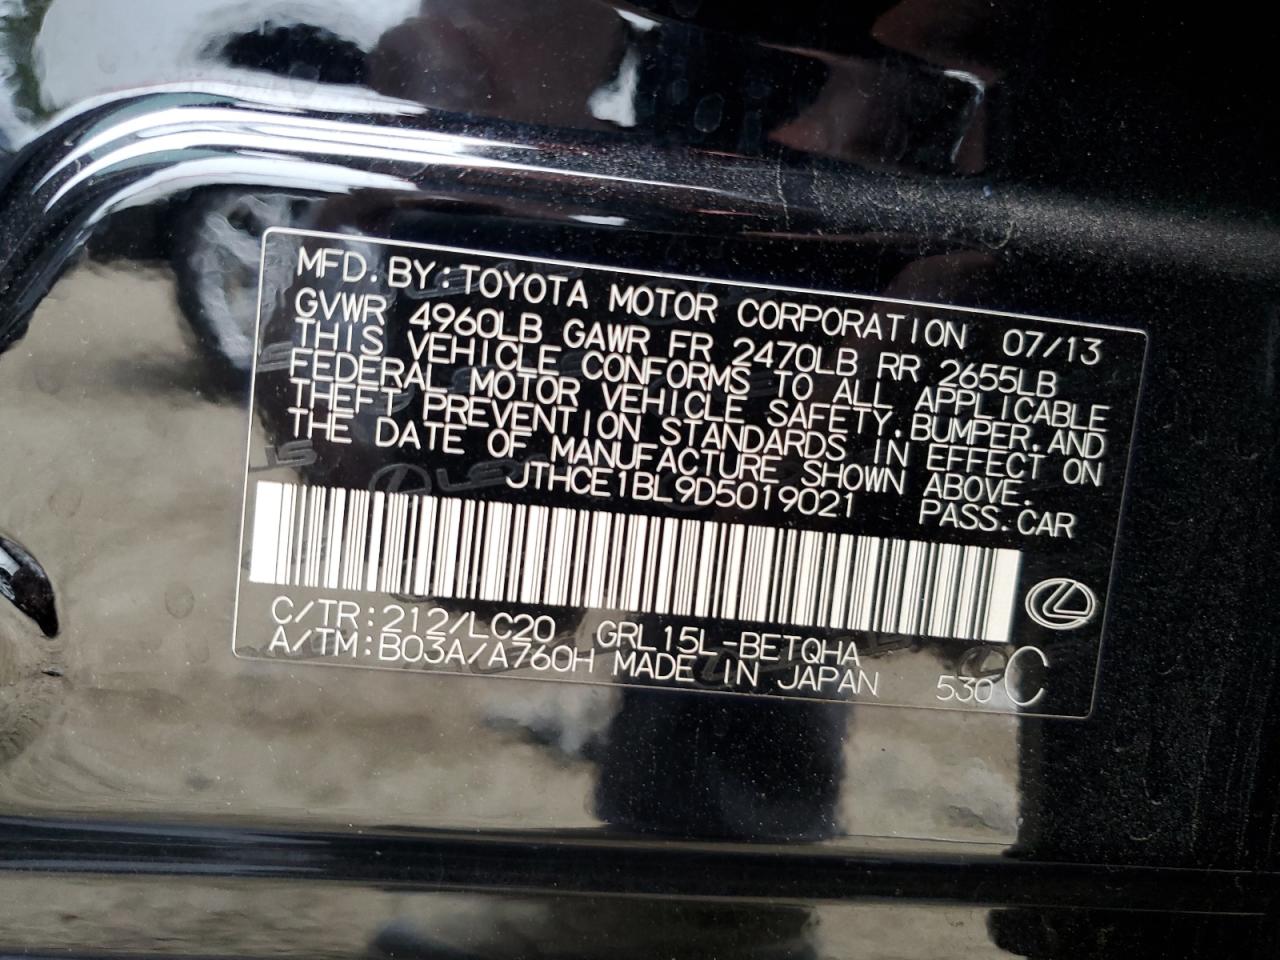 MFD. BY: TOYOTA MOTOR CORPORATION 07/13
GVWR 4960LB GAWR FR 2470LB RR 2655LB
THIS VEHICLE CONFORMS TO ALL APPLICABLE
FEDERAL MOTOR VEHICLE SAFETY, BUMPER, AND
THEFT PREVENTION STANDARDS IN EFFECT ON
THE DATE OF MANUFACTURE SHOWN ABOVE.
JTHCE1BL9D5019021 PASS. CAR
C/TR: 212/LC20 GRL15L-BETQHA
A/TM: B03A/A760H MADE IN JAPAN 530 C